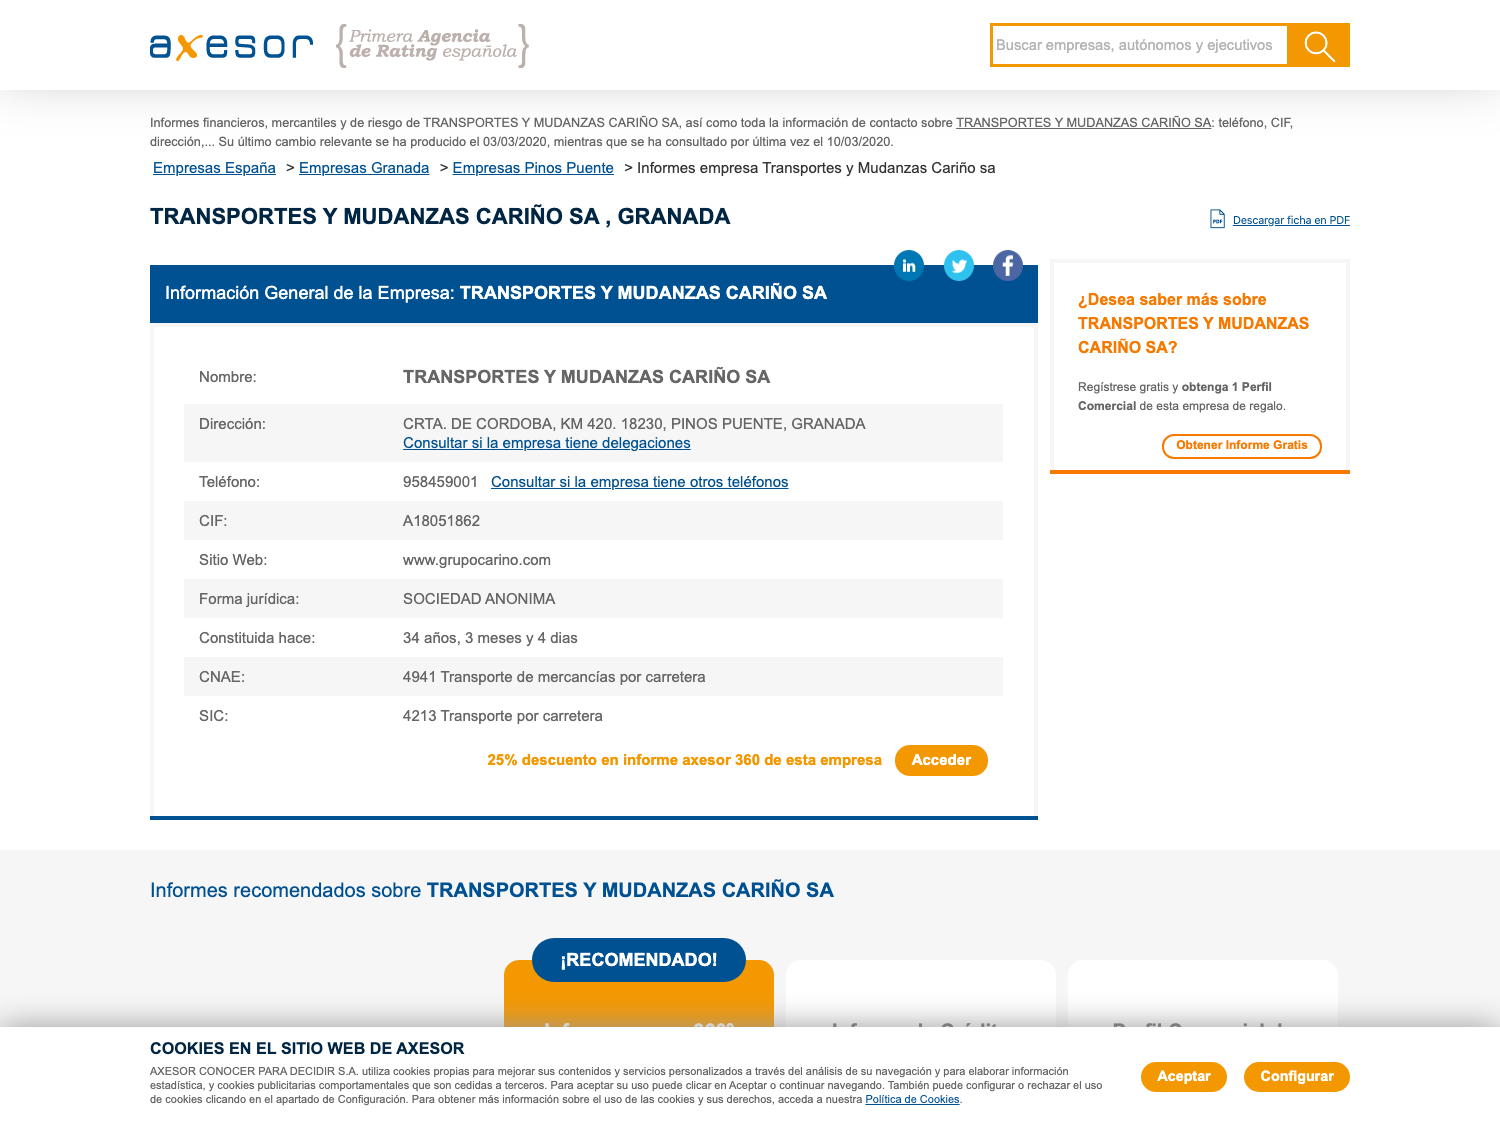 axesor
Primera Agencia
de Rating española
Buscar empresas, autónomos y ejecutivos
Informes financieros, mercantiles y de riesgo de TRANSPORTES Y MUDANZAS CARIÑO SA, así como toda la información de contacto sobre TRANSPORTES Y MUDANZAS CARIÑO SA: teléfono, CIF,
dirección,... Su último cambio relevante se ha producido el 03/03/2020, mientras que se ha consultado por última vez el 10/03/2020.
Empresas España > Empresas Granada > Empresas Pinos Puente > Informes empresa Transportes y Mudanzas Cariño sa
TRANSPORTES Y MUDANZAS CARIÑO SA , GRANADA
PDF Descargar ficha en PDF
in f
Información General de la Empresa: TRANSPORTES Y MUDANZAS CARIÑO SA
Nombre: TRANSPORTES Y MUDANZAS CARIÑO SA
Dirección: CRTA. DE CORDOBA, KM 420. 18230, PINOS PUENTE, GRANADA
Consultar si la empresa tiene delegaciones
Teléfono: 958459001 Consultar si la empresa tiene otros teléfonos
CIF: A18051862
Sitio Web: www.grupocarino.com
Forma jurídica: SOCIEDAD ANONIMA
Constituida hace: 34 años, 3 meses y 4 dias
CNAE: 4941 Transporte de mercancías por carretera
SIC: 4213 Transporte por carretera
25% descuento en informe axesor 360 de esta empresa Acceder
¿Desea saber más sobre
TRANSPORTES Y MUDANZAS
CARIÑO SA?
Regístrese gratis y obtenga 1 Perfil
Comercial de esta empresa de regalo.
Obtener Informe Gratis
Informes recomendados sobre TRANSPORTES Y MUDANZAS CARIÑO SA
¡RECOMENDADO!
COOKIES EN EL SITIO WEB DE AXESOR
AXESOR CONOCER PARA DECIDIR S.A. utiliza cookies propias para mejorar sus contenidos y servicios personalizados a través del análisis de su navegación y para elaborar información
estadística, y cookies publicitarias comportamentales que son cedidas a terceros. Para aceptar su uso puede clicar en Aceptar o continuar navegando. También puede configurar o rechazar el uso
de cookies clicando en el apartado de Configuración. Para obtener más información sobre el uso de las cookies y sus derechos, acceda a nuestra Política de Cookies.
Aceptar
Configurar